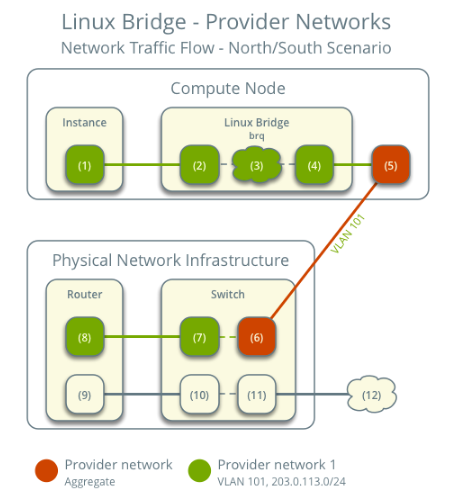 Linux Bridge - Provider Networks
Network Traffic Flow - North/South Scenario
Compute Node
Instance
Linux Bridge
brq
(1)
(2)
(3)
(4)
(5)
VLAN 101
Physical Network Infrastructure
Router
Switch
(8)
(7)
(6)
(9)
(10)
(11)
(12)
Provider network
Aggregate
Provider network 1
VLAN 101, 203.0.113.0/24